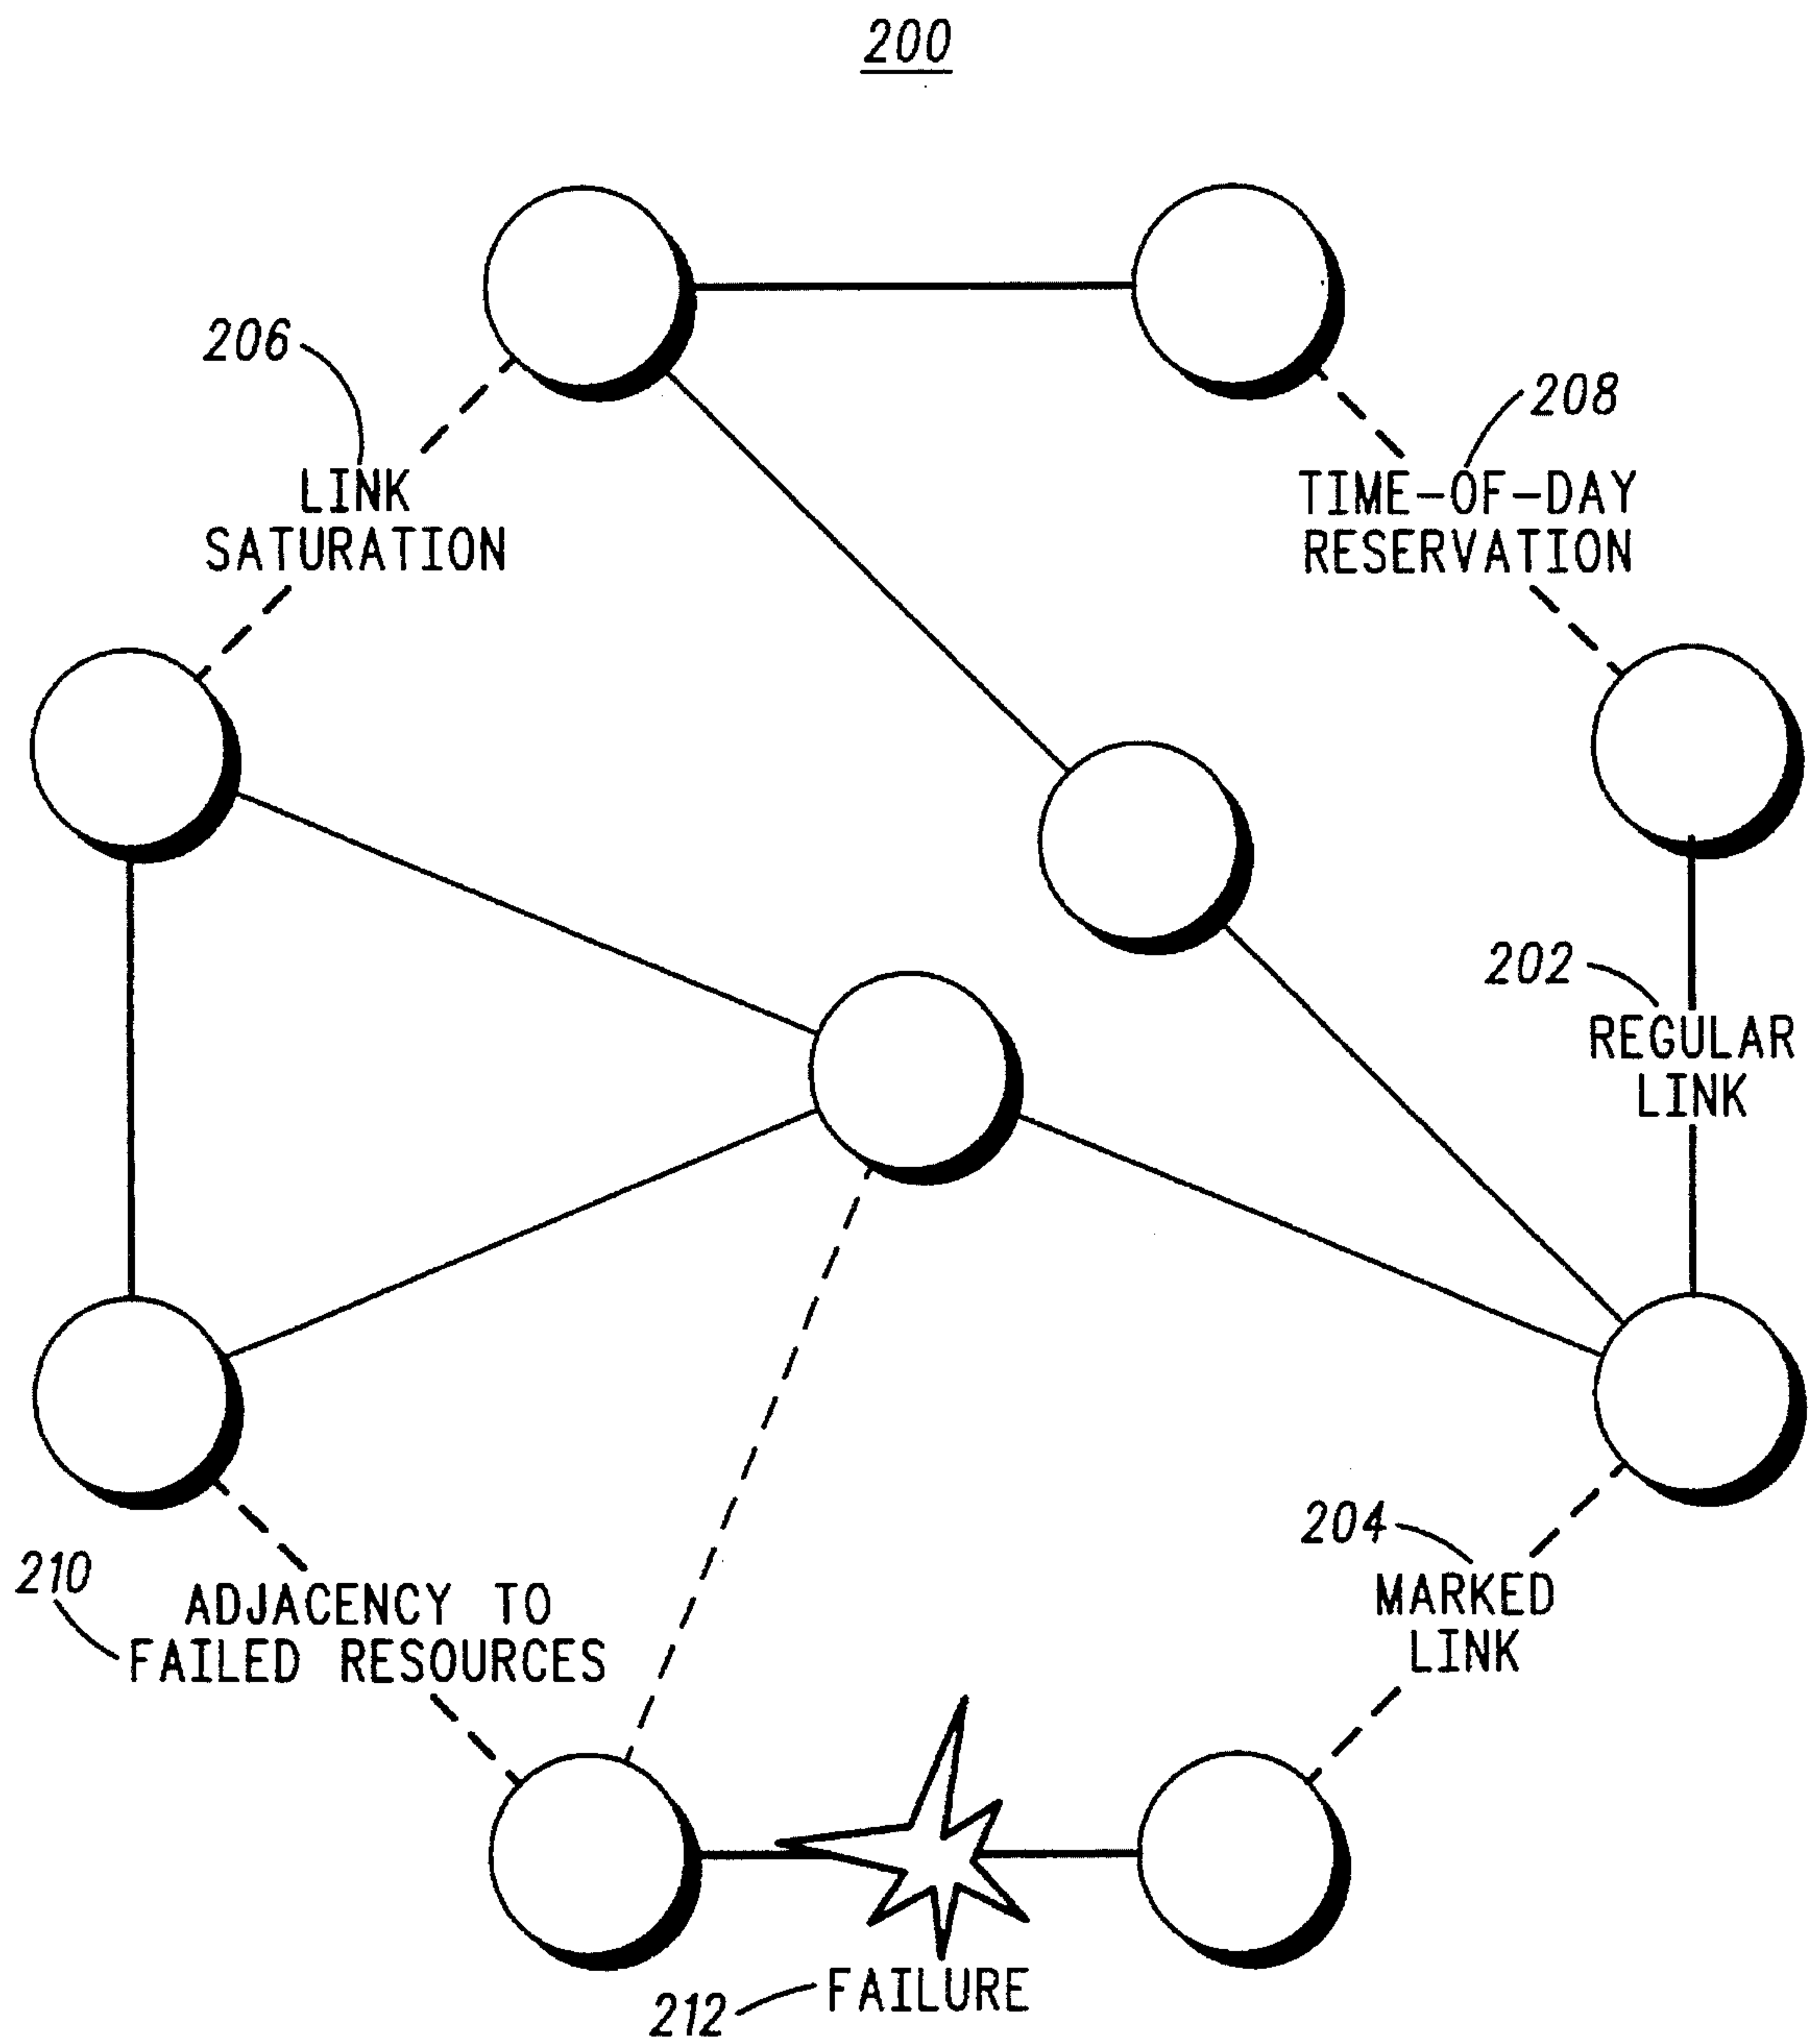 200
206
208
LINK
SATURATION
TIME-OF-DAY
RESERVATION
202
REGULAR
LINK
204
MARKED
LINK
210
ADJACENCY TO
FAILED RESOURCES
FAILURE
212